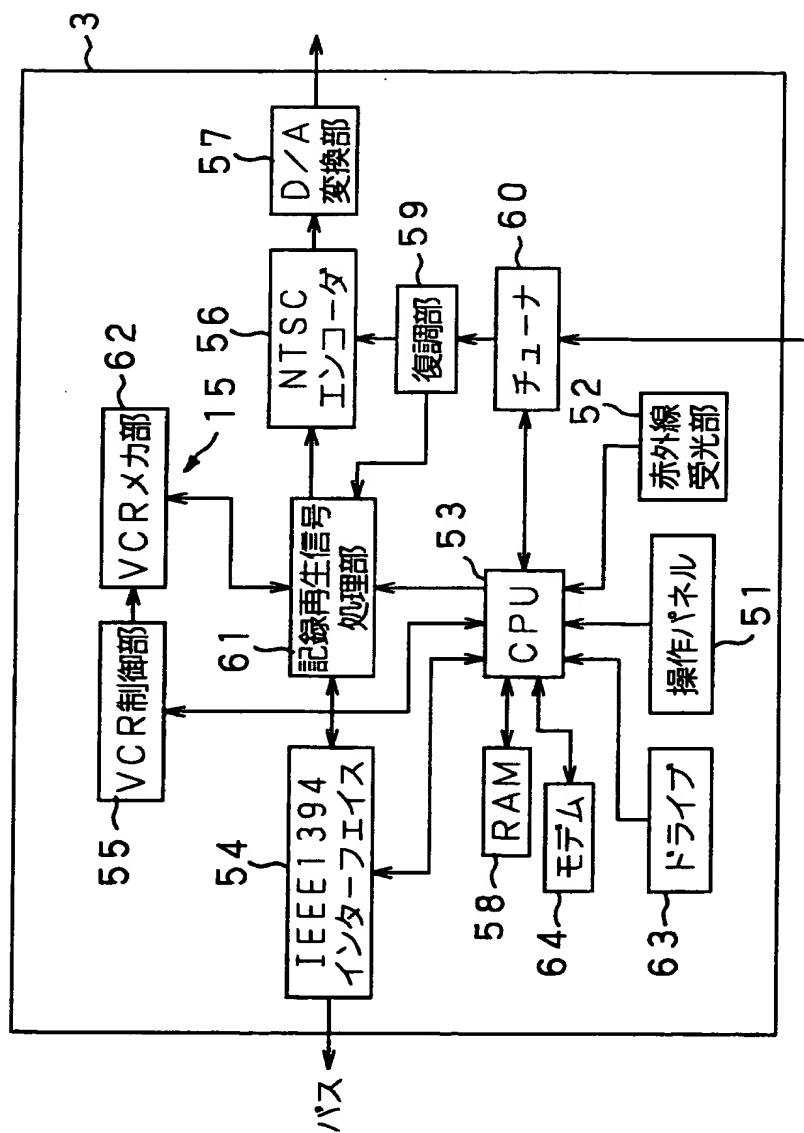 3
62
VCRメカ部
15
57
D/A
変換部
56
NTSC
エンコーダ
59
復調部
60
チューナ
52
赤外線
受光部
55
VCR制御部
61
記録再生信号
処理部
53
CPU
51
操作パネル
54
IEEE1394
インターフェイス
58
RAM
64
モデム
63
ドライブ
バス